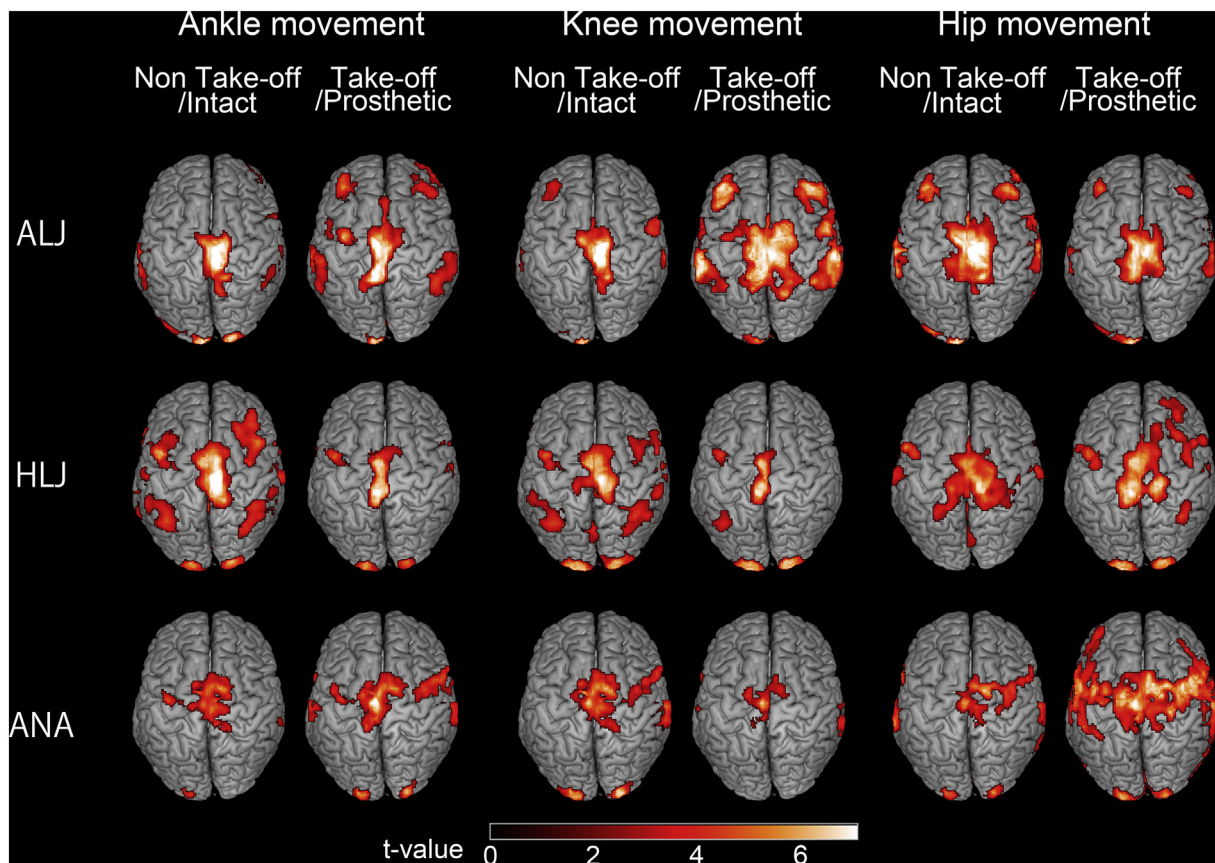 Ankle movement Knee movement Hip movement
Non Take-off Take-off Non Take-off Take-off Non Take-off Take-off
/Intact /Prosthetic /Intact /Prosthetic /Intact /Prosthetic
ALJ
HLJ
ANA
t-value 0 2 4 6